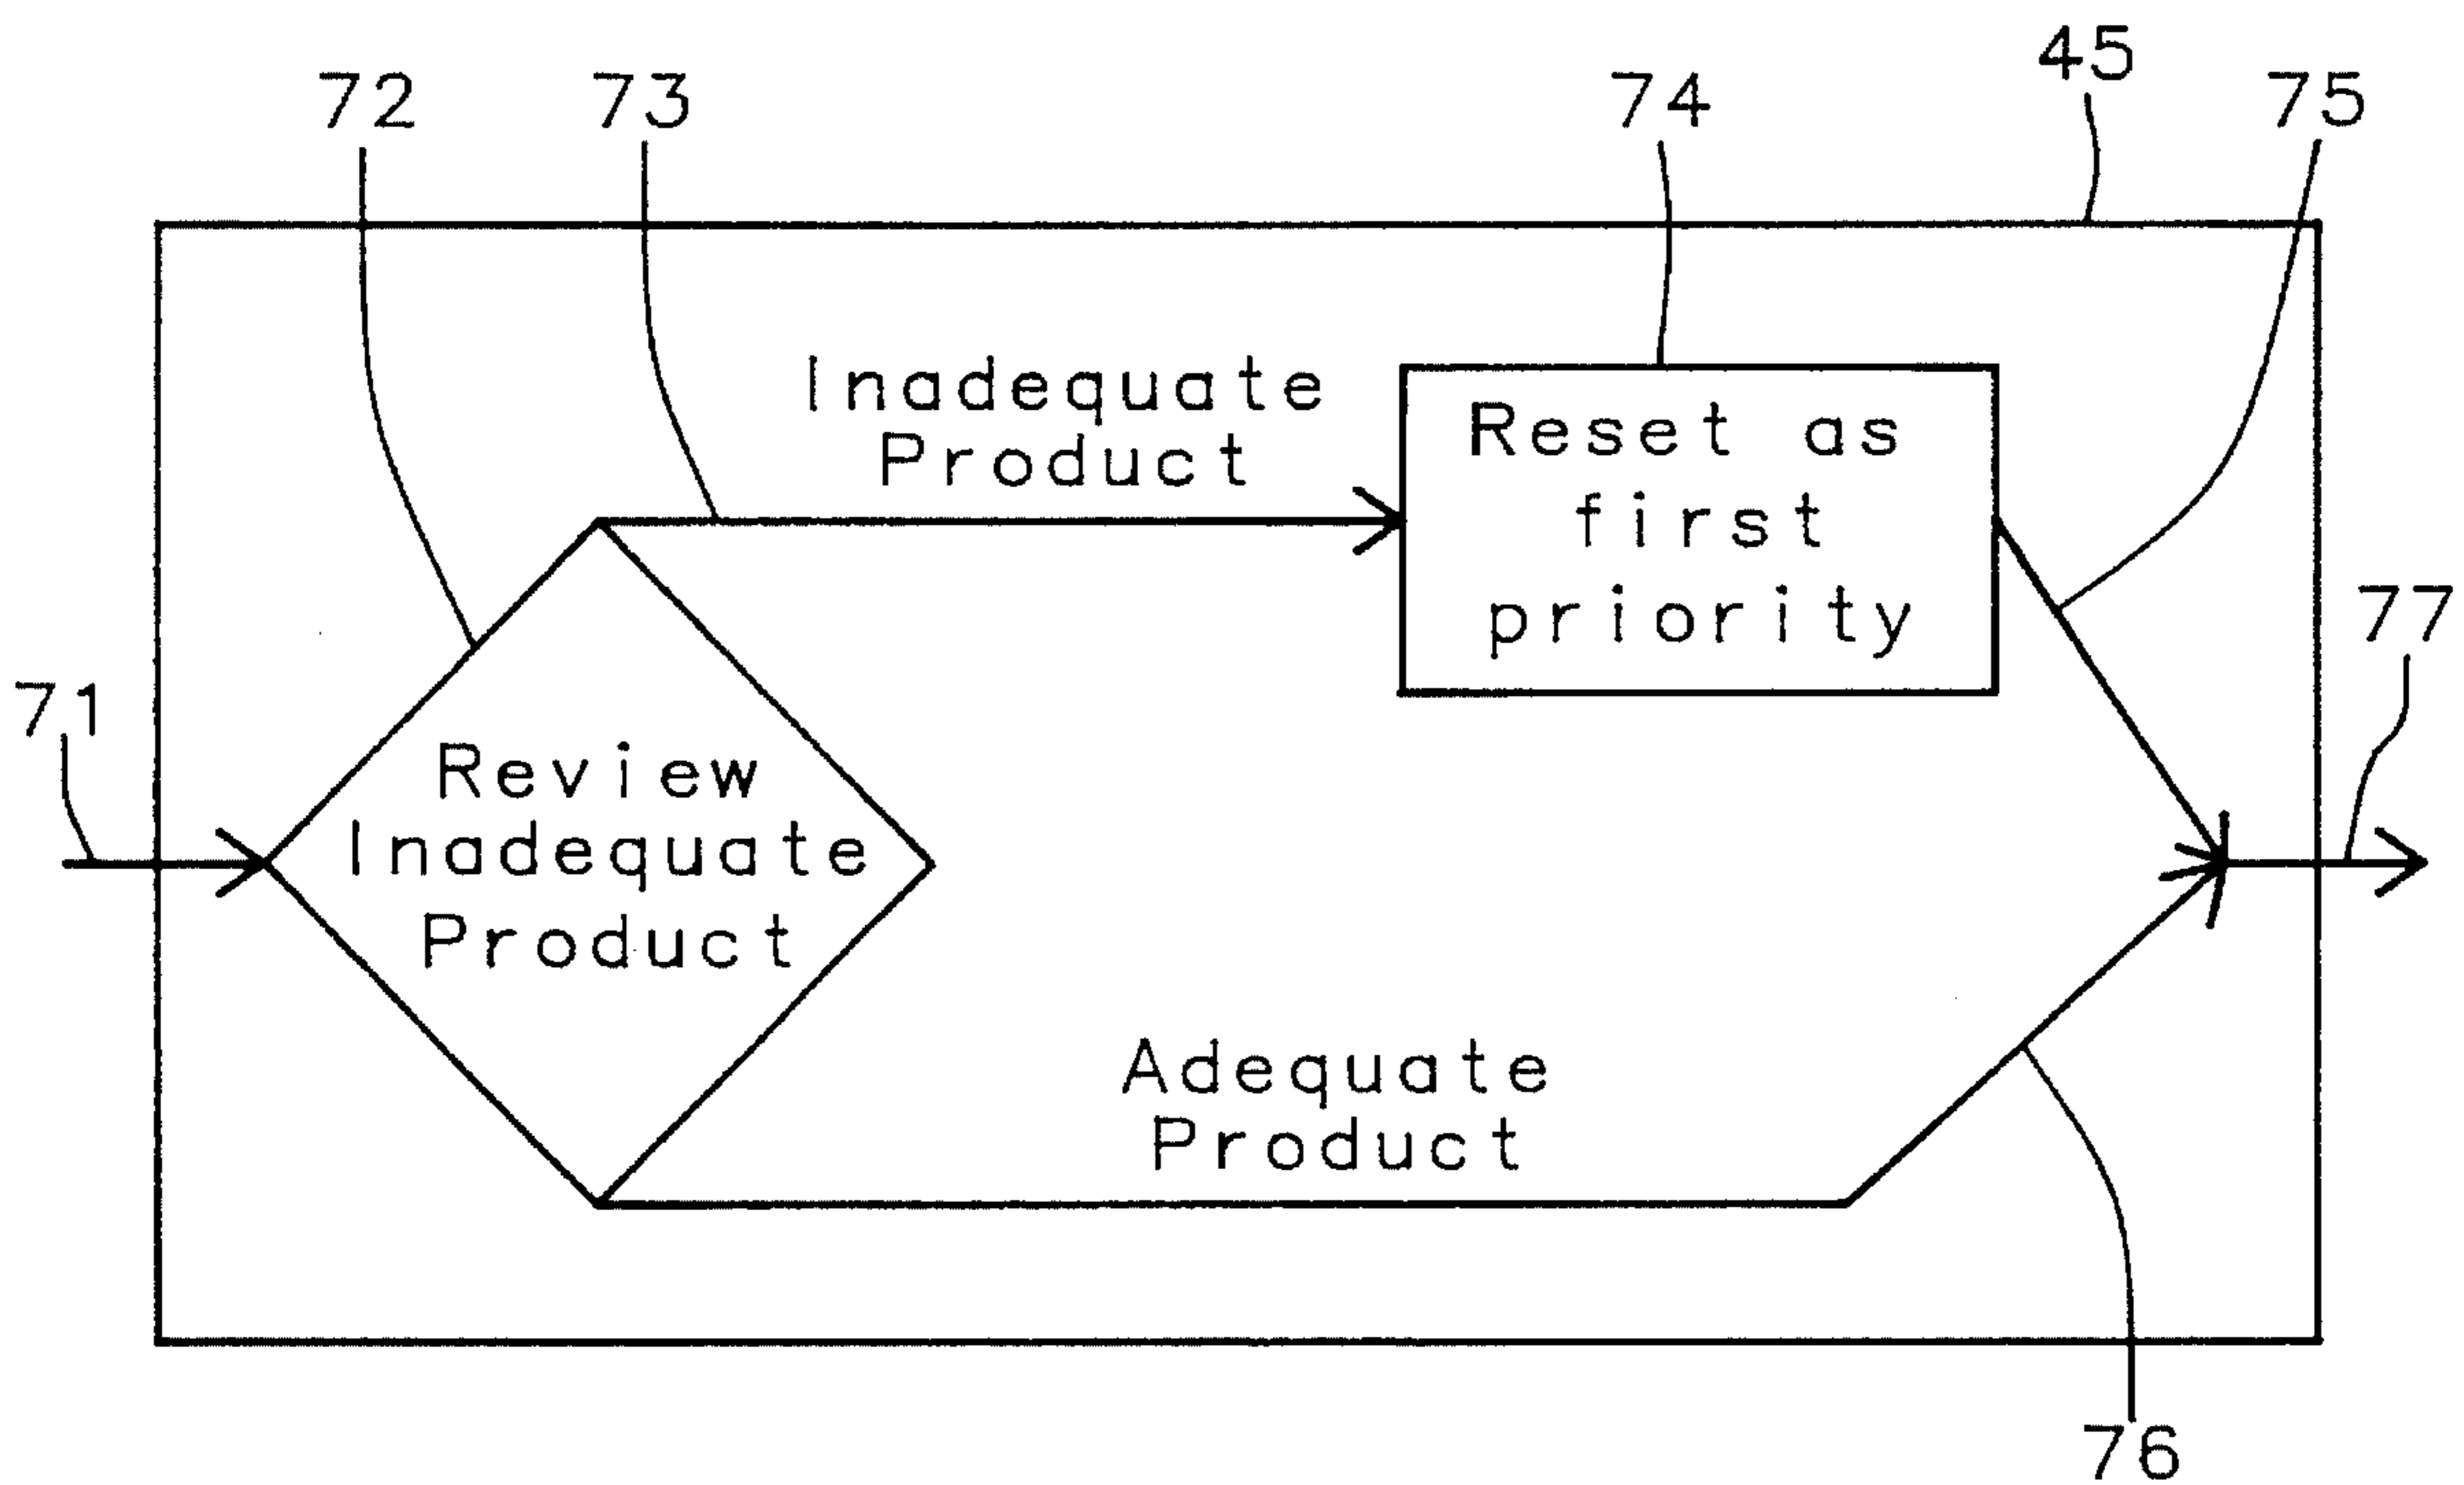 45
72
73
74
75
Inadequate
Product
Reset as
first
priority
77
71
Review
Inadequate
Product
Adequate
Product
76